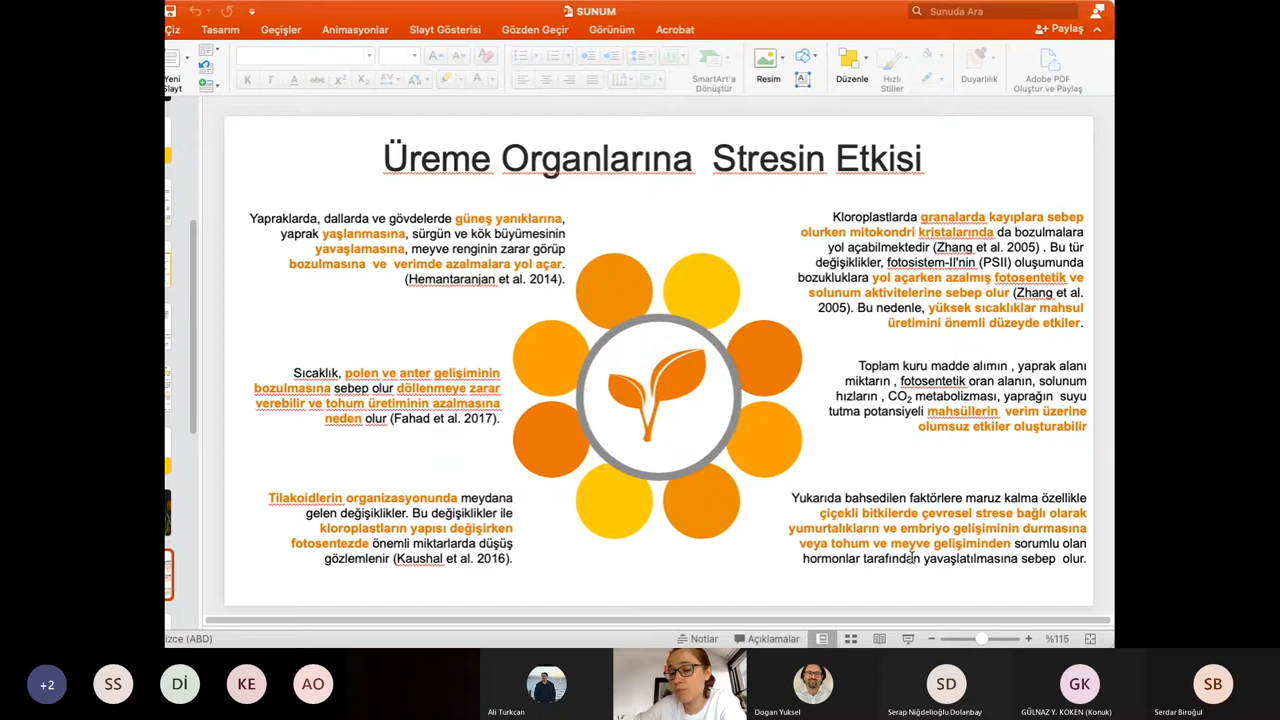 SUNUM
Sunuda Ara
Çiz
Tasarım
Geçişler
Animasyonlar
Slayt Gösterisi
Gözden Geçir
Görünüm
Acrobat
Paylaş
Yeni
Slayt
K
T
A
abc
X²
X₂
SmartArt'a
Dönüştür
Resim
Düzenle
Hızlı
Stiller
Duyarlılık
Adobe PDF
Oluştur ve Paylaş
Üreme Organlarına Stresin Etkisi
Yapraklarda, dallarda ve gövdelerde güneş yanıklarına,
yaprak yaşlanmasına, sürgün ve kök büyümesinin
yavaşlamasına, meyve renginin zarar görüp
bozulmasına ve verimde azalmalara yol açar.
(Hemantaranjan et al. 2014).
Sıcaklık, polen ve anter gelişiminin
bozulmasına sebep olur döllenmeye zarar
verebilir ve tohum üretiminin azalmasına
neden olur (Fahad et al. 2017).
Tilakoidlerin organizasyonunda meydana
gelen değişiklikler. Bu değişiklikler ile
kloroplastların yapısı değişirken
fotosentezde önemli miktarlarda düşüş
gözlemlenir (Kaushal et al. 2016).
Kloroplastlarda granalarda kayıplara sebep
olurken mitokondri kristalarında da bozulmalara
yol açabilmektedir (Zhang et al. 2005) . Bu tür
değişiklikler, fotosistem-II'nin (PSII) oluşumunda
bozukluklara yol açarken azalmış fotosentetik ve
solunum aktivitelerine sebep olur (Zhang et al.
2005). Bu nedenle, yüksek sıcaklıklar mahsul
üretimini önemli düzeyde etkiler.
Toplam kuru madde alımın , yaprak alanı
miktarın , fotosentetik oran alanın, solunum
hızların , CO₂ metabolizması, yaprağın suyu
tutma potansiyeli mahsüllerin verim üzerine
olumsuz etkiler oluşturabilir
Yukarıda bahsedilen faktörlere maruz kalma özellikle
çiçekli bitkilerde çevresel strese bağlı olarak
yumurtalıkların ve embriyo gelişiminin durmasına
veya tohum ve meyve gelişiminden sorumlu olan
hormonlar tarafından yavaşlatılmasına sebep olur.
izce (ABD)
Notlar
Açıklamalar
%115
+2
SS
Dİ
KE
AO
Ali Turkcan
Dogan Yuksel
SD
Serap Niğdelioğlu Dolanbay
GK
GÜLNAZ Y. KOKEN (Konuk)
SB
Serdar Biroğul